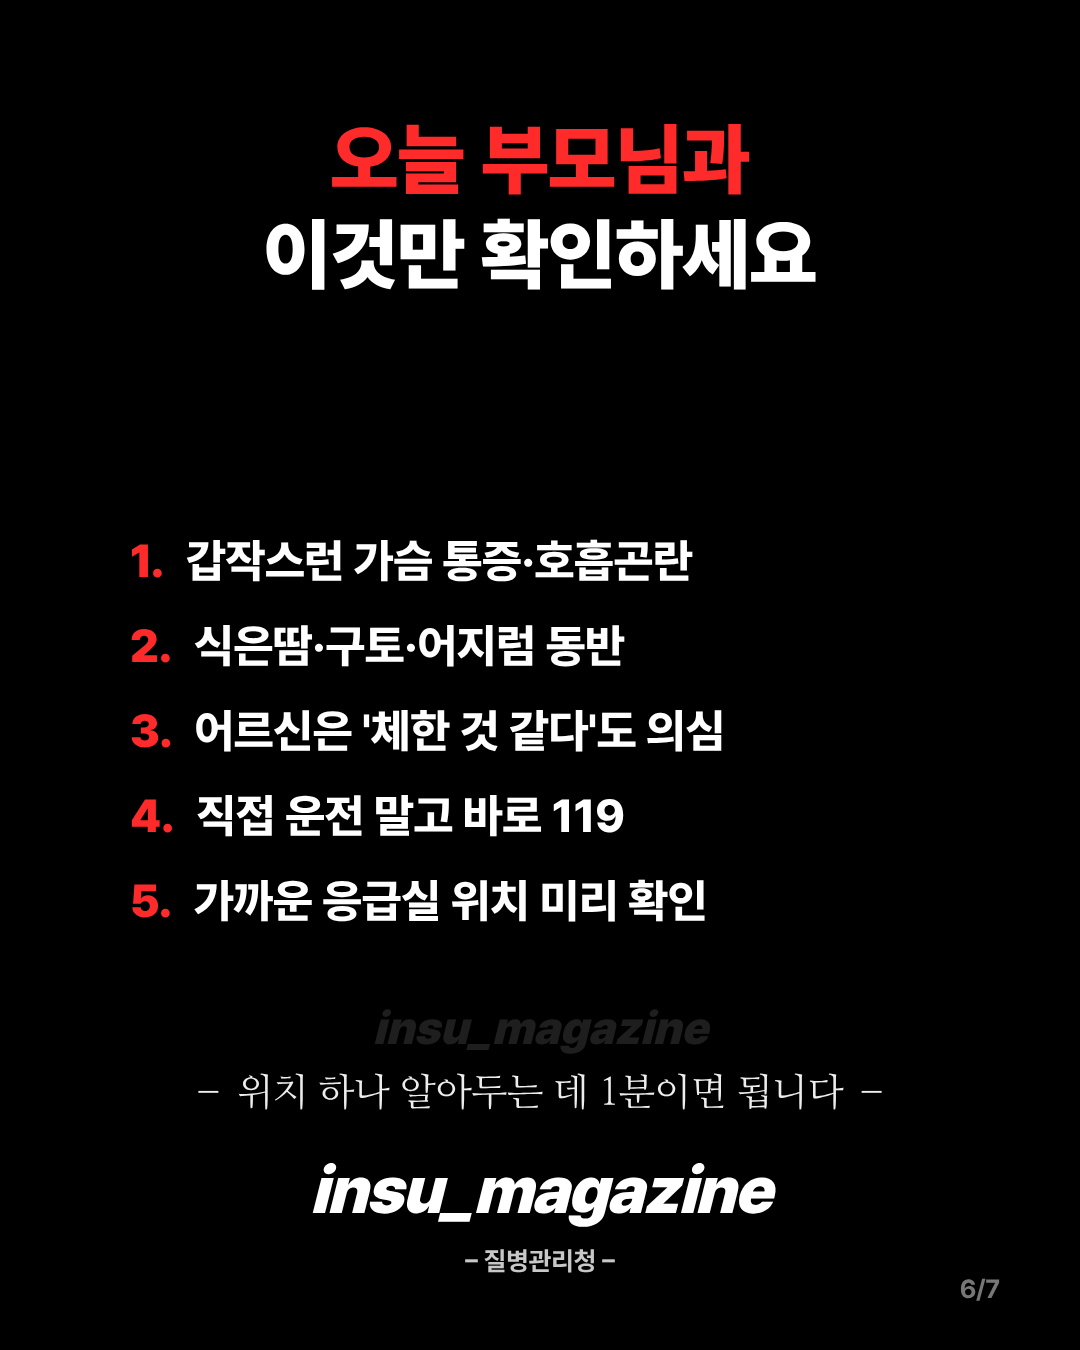 오늘 부모님과
이것만 확인하세요
1. 갑작스런 가슴 통증·호흡곤란
2. 식은땀·구토·어지럼 동반
3. 어르신은 '체한 것 같다'도 의심
4. 직접 운전 말고 바로 119
5. 가까운 응급실 위치 미리 확인
insu_magazine
– 위치 하나 알아두는 데 1분이면 됩니다 –
insu_magazine
– 질병관리청 –
6/7